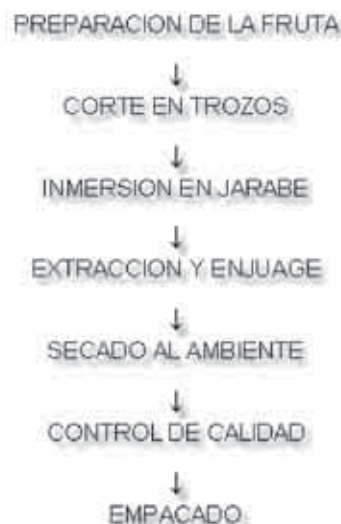 PREPARACION DE LA FRUTA
↓
CORTE EN TROZOS
↓
INMERSION EN JARABE
↓
EXTRACCION Y ENJUAGE
↓
SECADO AL AMBIENTE
↓
CONTROL DE CALIDAD
↓
EMPACADO